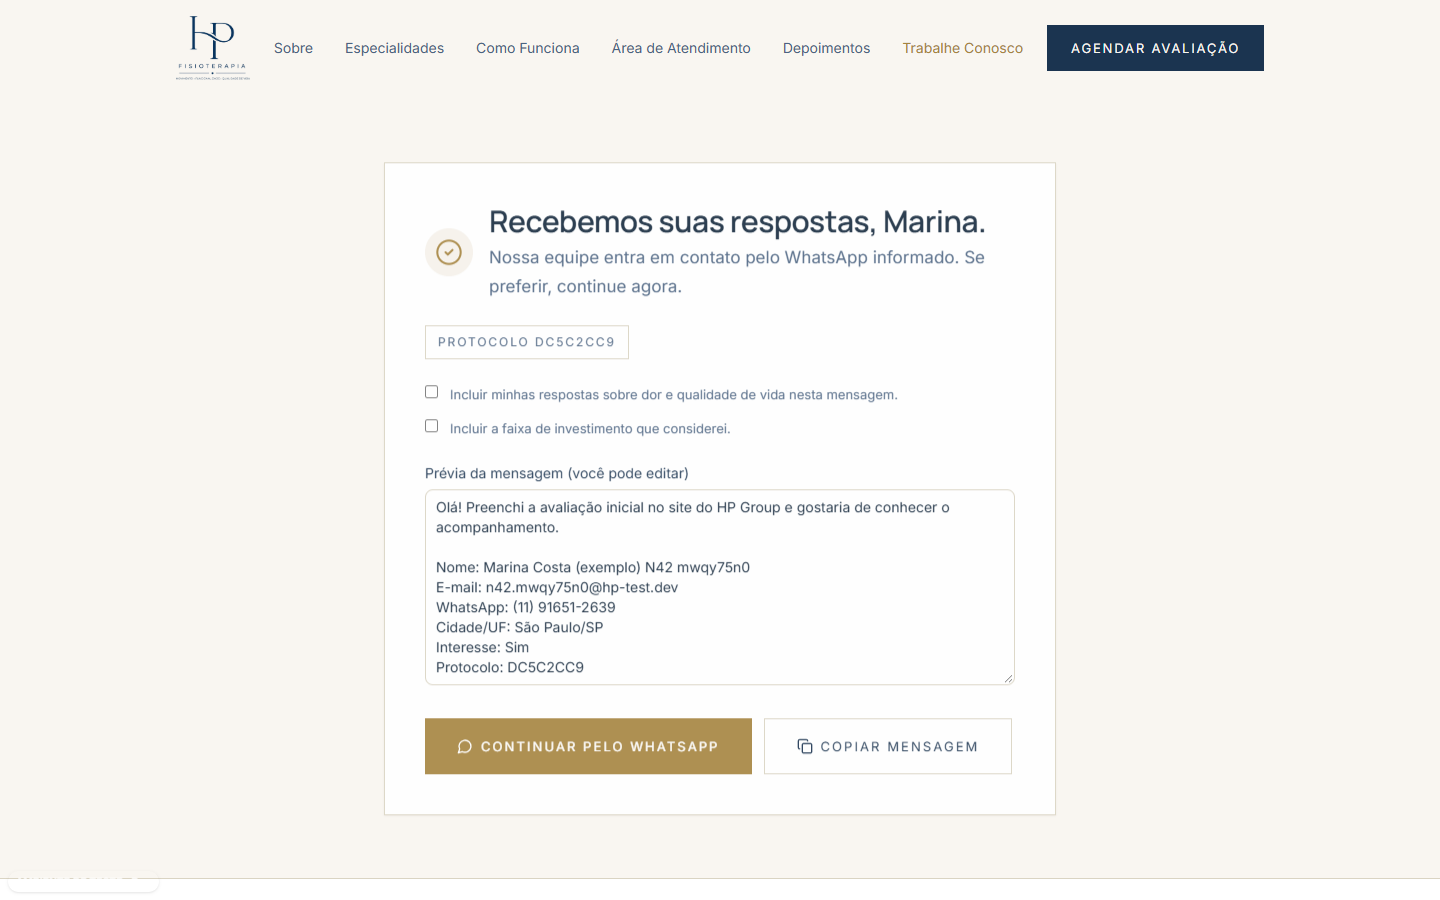 hp
FISIOTERAPIA
Sobre
Especialidades
Como Funciona
Área de Atendimento
Depoimentos
Trabalhe Conosco
AGENDAR AVALIAÇÃO
Recebemos suas respostas, Marina.
Nossa equipe entra em contato pelo WhatsApp informado. Se
preferir, continue agora.
PROTOCOLO DC5C2CC9
Incluir minhas respostas sobre dor e qualidade de vida nesta mensagem.
Incluir a faixa de investimento que considerei.
Prévia da mensagem (você pode editar)
Olá! Preenchi a avaliação inicial no site do HP Group e gostaria de conhecer o
acompanhamento.
Nome: Marina Costa (exemplo) N42 mwqy75n0
E-mail: n42.mwqy75n0@hp-test.dev
WhatsApp: (11) 91651-2639
Cidade/UF: São Paulo/SP
Interesse: Sim
Protocolo: DC5C2CC9
CONTINUAR PELO WHATSAPP
COPIAR MENSAGEM